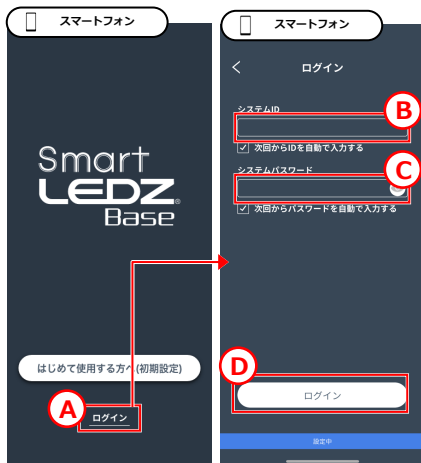 スマートフォン
Smart
LEDZ
Base
はじめて使用する方へ(初期設定)
A
ログイン
スマートフォン
ログイン
システムID
B
次回からIDを自動で入力する
システムパスワード
C
次回からパスワードを自動で入力する
D
ログイン
設定中